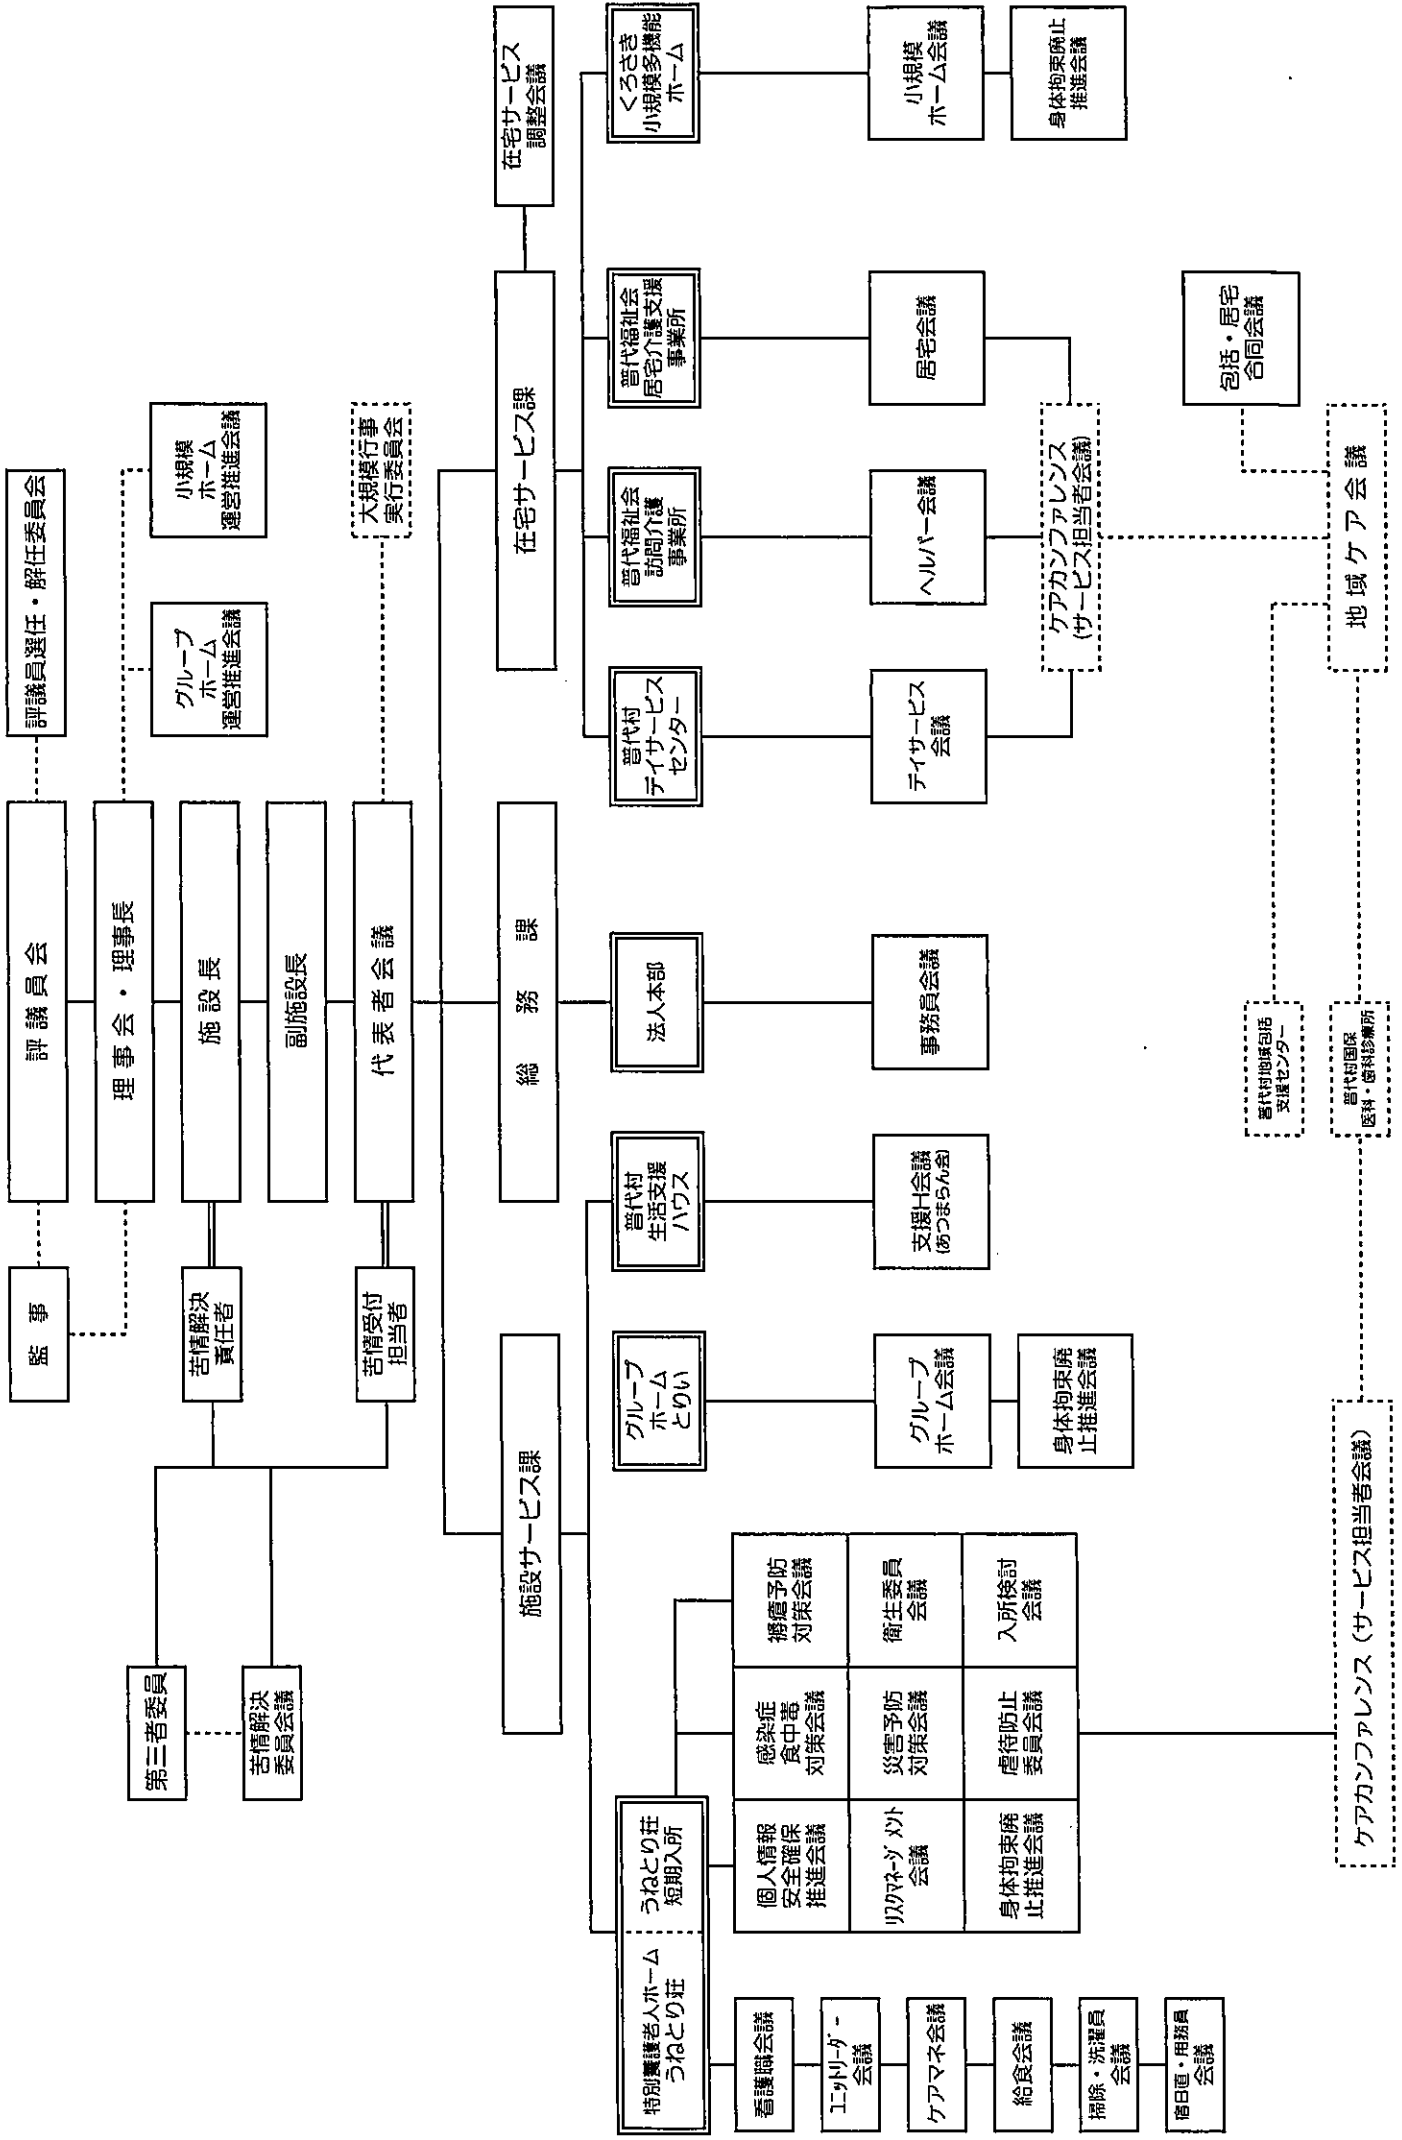 評議員会
評議員選任・解任委員会
監事
理事会・理事長
グループ
ホーム
運営推進会議
小規模
ホーム
運営推進会議
施設長
苦情解決
責任者
副施設長
代表者会議
苦情受付
担当者
大規模行事
実行委員会
第三者委員
苦情解決
委員会議
施設サービス課
総務課
在宅サービス課
在宅サービス
調整会議
特別養護老人ホーム
うねとり荘
うねとり荘
短期入所
グループ
ホーム
とりい
普代村
生活支援
ハウス
法人本部
普代村
デイサービス
センター
普代福祉会
訪問介護
事業所
普代福祉会
居宅介護支援
事業所
くろさき
小規模多機能
ホーム
看護職会議
ユニットリーダー
会議
ケアマネ会議
給食会議
掃除・洗濯員
会議
宿日直・用務員
会議
個人情報
安全確保
推進会議
感染症
食中毒
対策会議
褥瘡予防
対策会議
リスクマネージメント
会議
災害予防
対策会議
衛生委員
会議
身体拘束廃
止推進会議
虐待防止
委員会議
入所検討
会議
グループ
ホーム会議
身体拘束廃
止推進会議
支援H会議
(あつまらん会)
事務員会議
デイサービス
会議
ヘルパー会議
居宅会議
小規模
ホーム会議
身体拘束廃止
推進会議
ケアカンファレンス
(サービス担当者会議)
包括・居宅
合同会議
普代村地域包括
支援センター
地域ケア会議
普代村国保
医科・歯科診療所
ケアカンファレンス(サービス担当者会議)